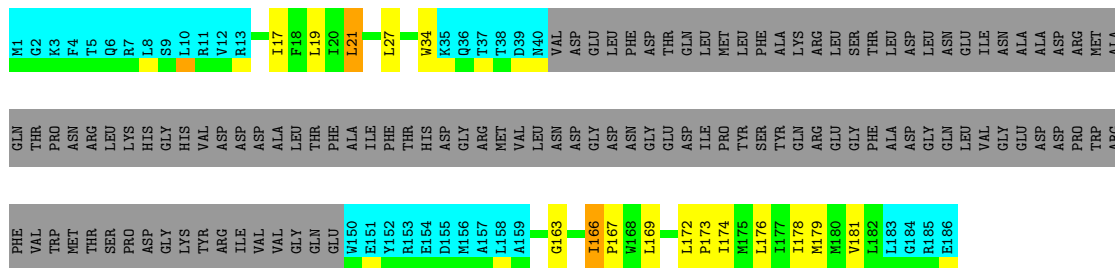 M1 G2 K3 F4 T5 Q6 R7 L8 S9 L10 R11 V12 R13 I17 F18 L19 I20 L21 L27 W34 K35 Q36 T37 T38 D39 N40 VAL ASP GLU LEU PHE ASP THR GLN LEU MET LEU PHE ALA LYS ARG LEU SER THR LEU ASP LEU ASN GLU ILE ASN ALA ALA ASP ARG MET ALA
GLN THR PRO ASN ARG LEU LYS HIS GLY HIS VAL ASP ASP ASP ALA LEU THR PHE ALA ILE PHE THR HIS ASP GLY ARG MET VAL LEU ASN ASP GLY ASP ASN GLY GLU ASP ILE PRO TYR SER TYR GLN ARG GLU GLY PHE ALA ASP GLY GLN LEU VAL GLY GLU ASP ASP PRO TRP ARG
PHE VAL TRP MET THR SER PRO ASP GLY LYS TYR ARG ILE VAL VAL GLY GLN GLU W150 E151 Y152 R153 E154 D155 M156 A157 L158 A159 G163 I166 P167 W168 L169 L172 P173 I174 M175 L176 I177 I178 M179 M180 V181 L182 L183 G184 R185 E186